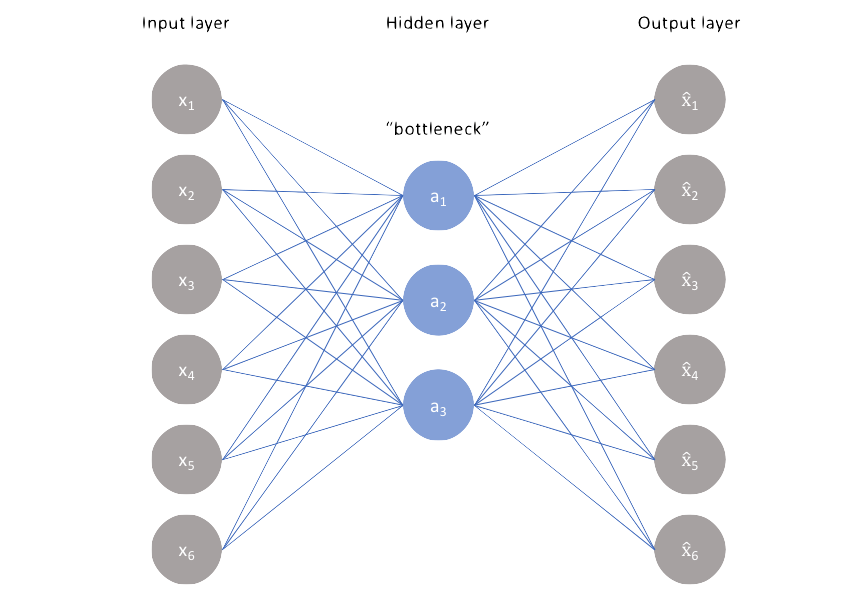 Input layer
Hidden layer
Output layer
"bottleneck"
x₁
x₂
x₃
x₄
x₅
x₆
a₁
a₂
a₃
x̂₁
x̂₂
x̂₃
x̂₄
x̂₅
x̂₆